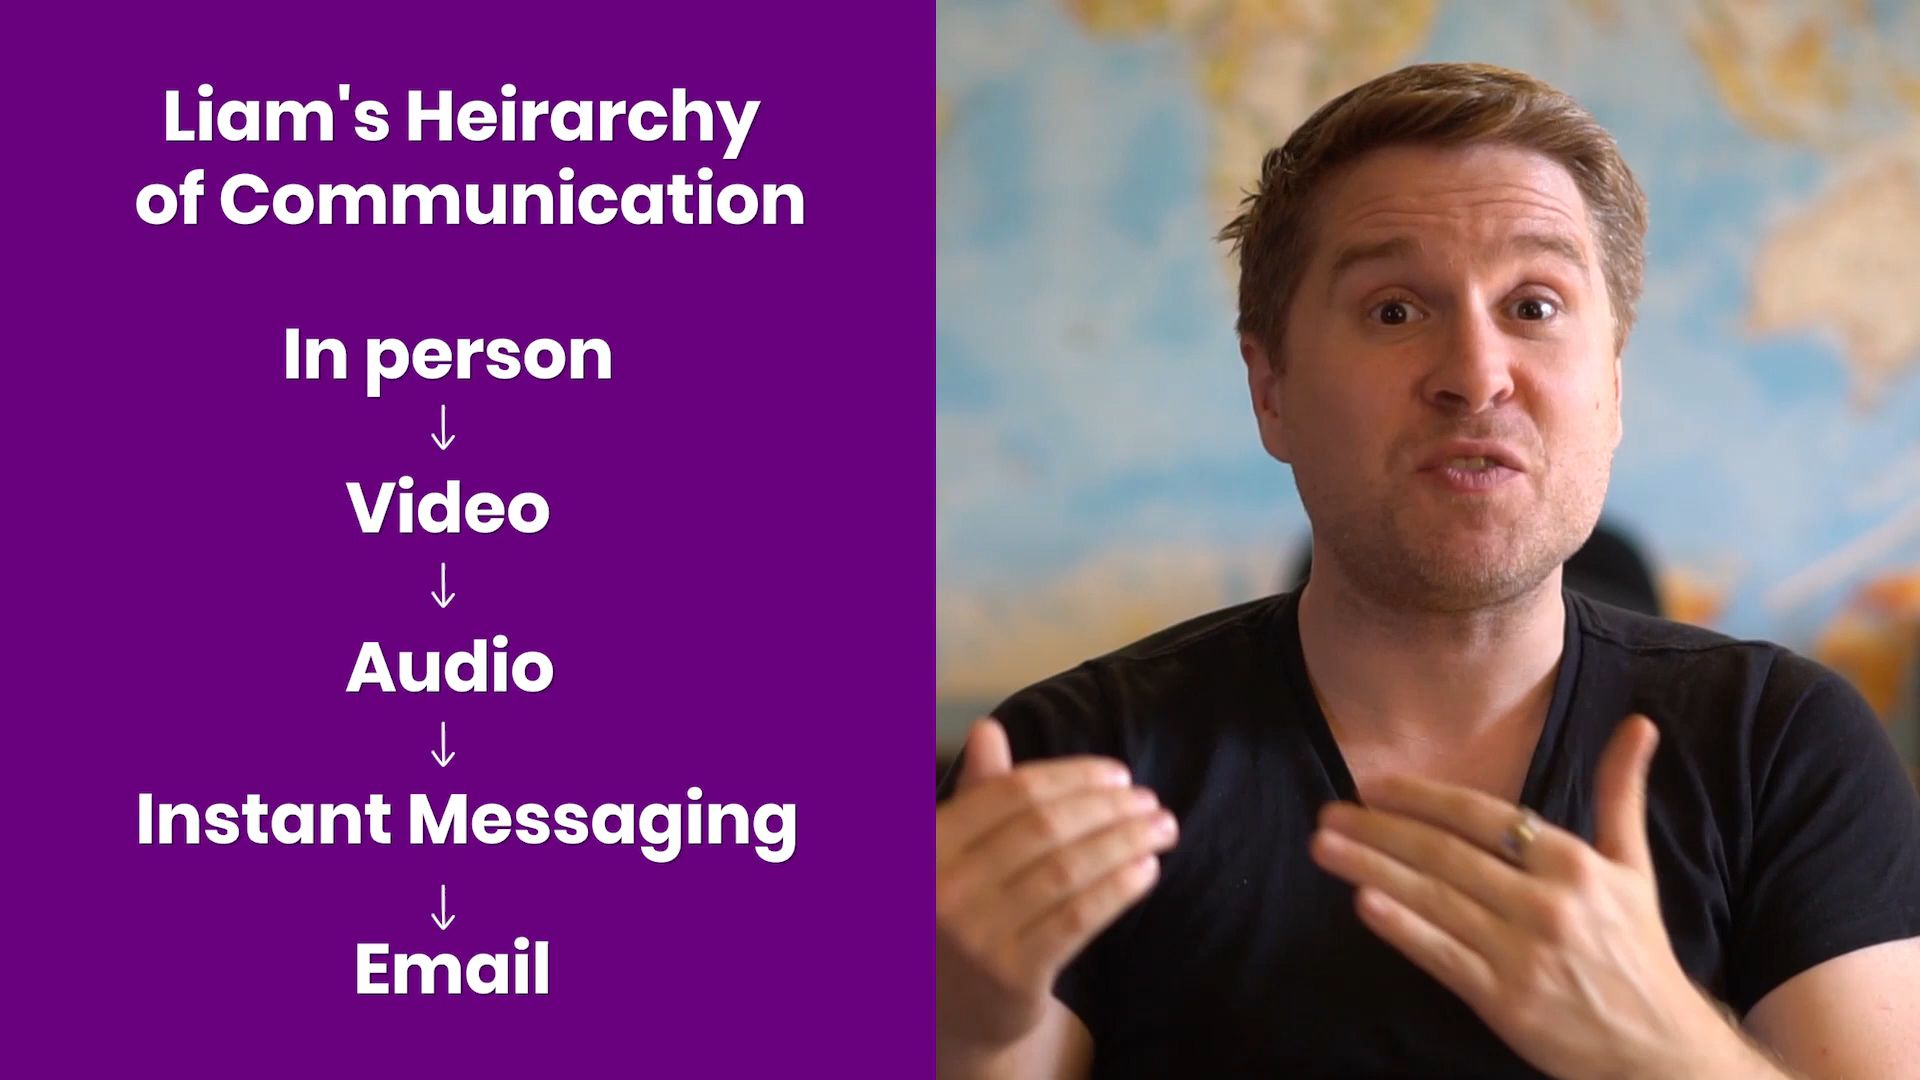 Liam's Heirarchy
of Communication
In person
Video
Audio
Instant Messaging
Email